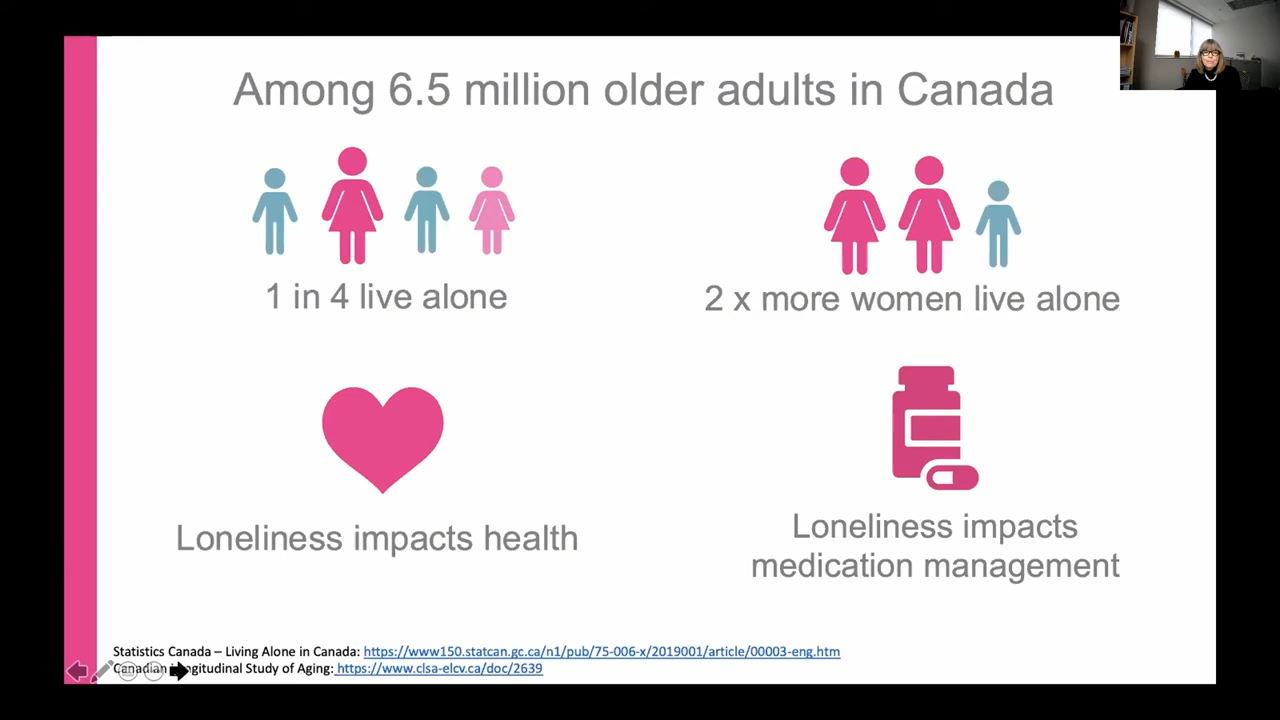 Among 6.5 million older adults in Canada
1 in 4 live alone
2 x more women live alone
Loneliness impacts health
Loneliness impacts
medication management
Statistics Canada – Living Alone in Canada: https://www150.statcan.gc.ca/n1/pub/75-006-x/2019001/article/00003-eng.htm
Canadian Longitudinal Study of Aging: https://www.clsa-elcv.ca/doc/2639